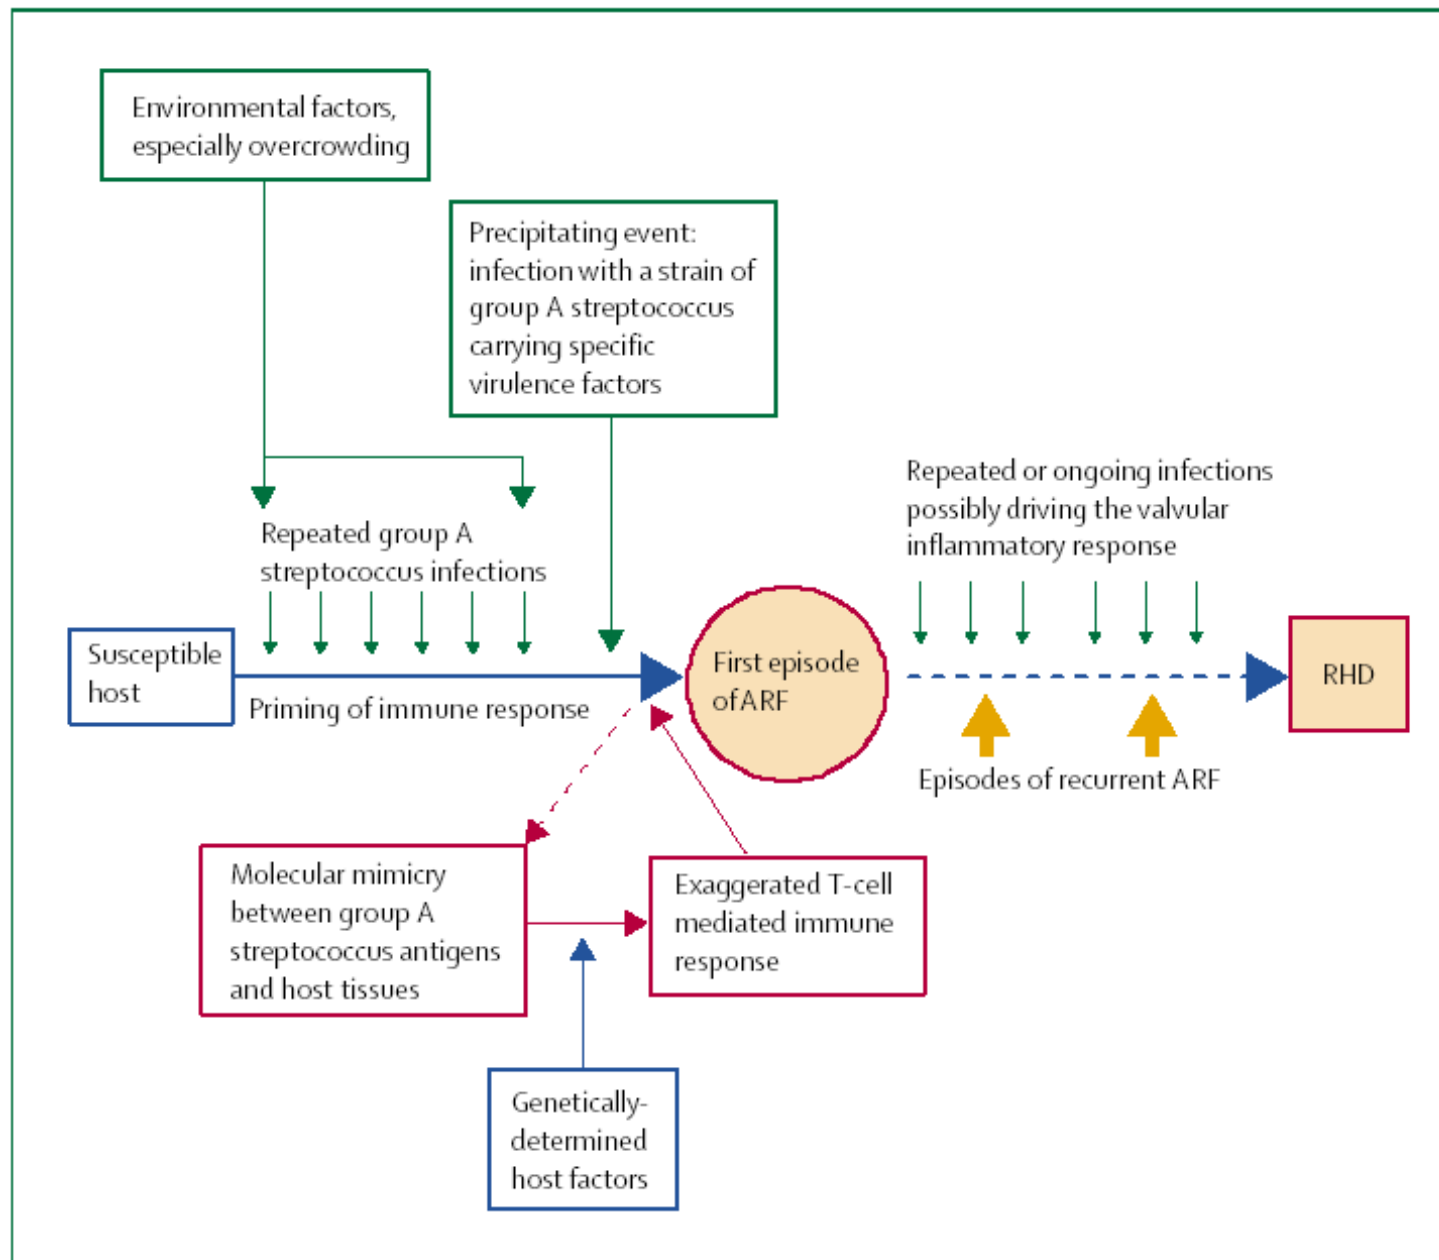 Environmental factors,
especially overcrowding
Precipitating event:
infection with a strain of
group A streptococcus
carrying specific
virulence factors
Repeated group A
streptococcus infections
Repeated or ongoing infections
possibly driving the valvular
inflammatory response
Susceptible
host
Priming of immune response
First episode
of ARF
RHD
Episodes of recurrent ARF
Molecular mimicry
between group A
streptococcus antigens
and host tissues
Exaggerated T-cell
mediated immune
response
Genetically-
determined
host factors